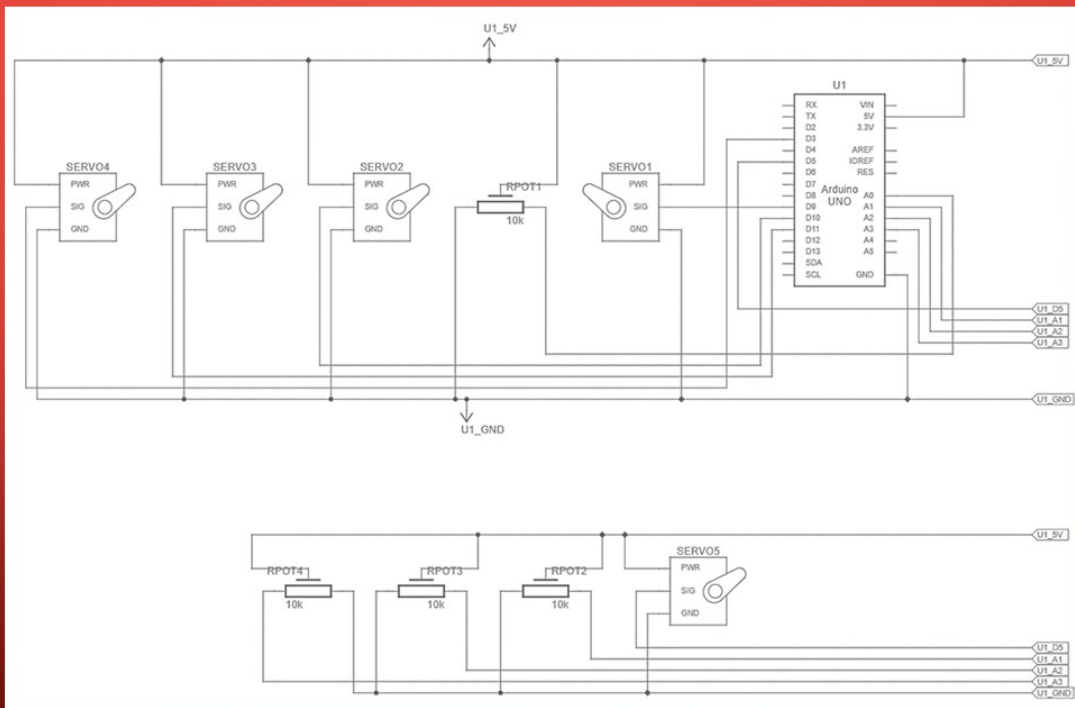 U1_5V
U1_5V
U1
RX VIN
TX 5V
D2 3.3V
D3
D4 AREF
D5 IOREF
D6 RES
D7
D8 A0
D9 A1
D10 A2
D11 A3
D12 A4
D13 A5
SDA
SCL GND
Arduino
UNO
SERVO4
PWR
SIG
GND
SERVO3
PWR
SIG
GND
SERVO2
PWR
SIG
GND
RPOT1
10k
SERVO1
PWR
SIG
GND
U1_D5
U1_A1
U1_A2
U1_A3
U1_GND
U1_GND
U1_5V
RPOT4
10k
RPOT3
10k
RPOT2
10k
SERVO5
PWR
SIG
GND
U1_D5
U1_A1
U1_A2
U1_A3
U1_GND